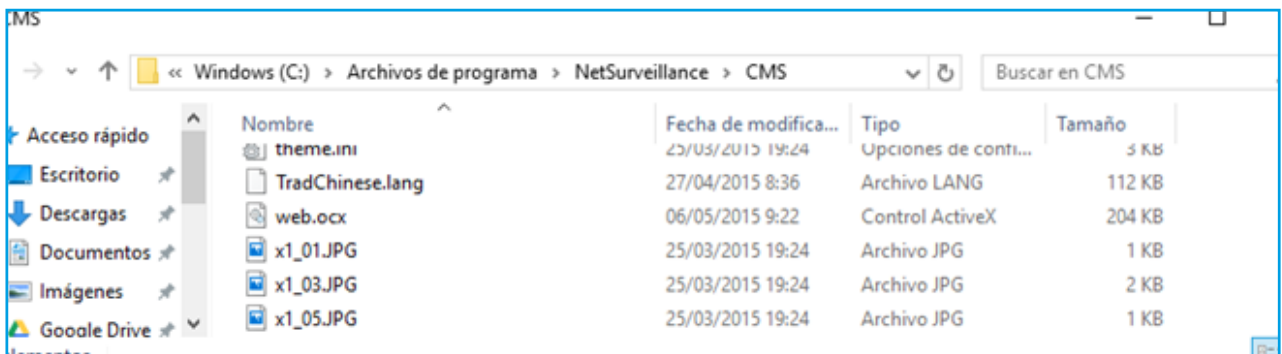 CMS
« Windows (C:) > Archivos de programa > NetSurveillance > CMS Buscar en CMS
Acceso rápido
Escritorio
Descargas
Documentos
Imágenes
Google Drive
Nombre Fecha de modifica... Tipo Tamaño
theme.ini 25/03/2015 19:24 Opciones de confi... 3 KB
TradChinese.lang 27/04/2015 8:36 Archivo LANG 112 KB
web.ocx 06/05/2015 9:22 Control ActiveX 204 KB
x1_01.JPG 25/03/2015 19:24 Archivo JPG 1 KB
x1_03.JPG 25/03/2015 19:24 Archivo JPG 2 KB
x1_05.JPG 25/03/2015 19:24 Archivo JPG 1 KB